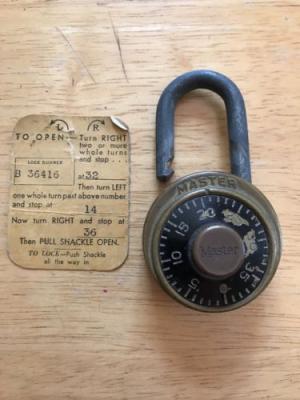 L R
TO OPEN—Turn RIGHT
two or more
whole turns
and stop
LOCK NUMBER
B 36416 at 32
Then turn LEFT
one whole turn past above number
and stop at
14
Now turn RIGHT and stop at
36
Then PULL SHACKLE OPEN.
TO LOCK—Push Shackle
all the way in
MASTER
Master
20
15
10
5
35